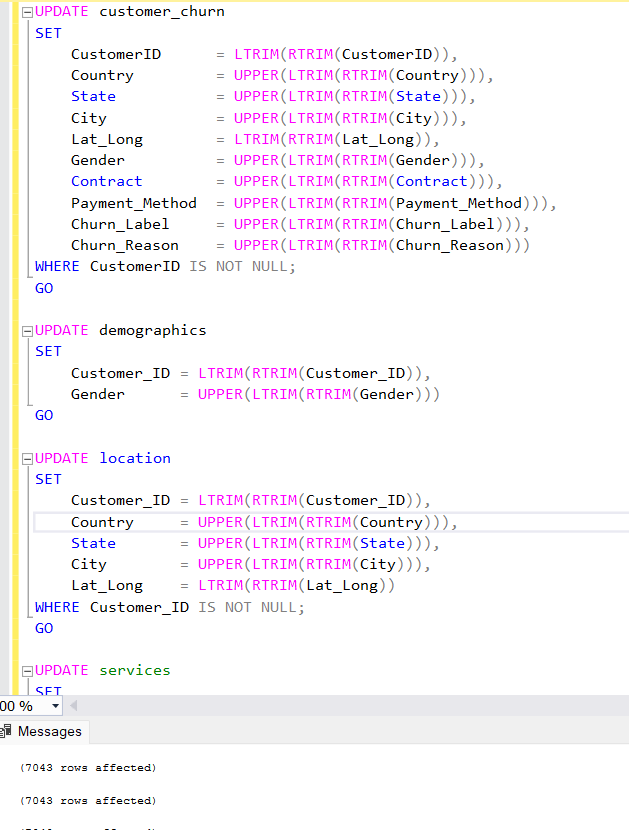 UPDATE customer_churn
SET
    CustomerID      = LTRIM(RTRIM(CustomerID)),
    Country         = UPPER(LTRIM(RTRIM(Country))),
    State           = UPPER(LTRIM(RTRIM(State))),
    City            = UPPER(LTRIM(RTRIM(City))),
    Lat_Long        = LTRIM(RTRIM(Lat_Long)),
    Gender          = UPPER(LTRIM(RTRIM(Gender))),
    Contract        = UPPER(LTRIM(RTRIM(Contract))),
    Payment_Method  = UPPER(LTRIM(RTRIM(Payment_Method))),
    Churn_Label     = UPPER(LTRIM(RTRIM(Churn_Label))),
    Churn_Reason    = UPPER(LTRIM(RTRIM(Churn_Reason)))
WHERE CustomerID IS NOT NULL;
GO

UPDATE demographics
SET
    Customer_ID = LTRIM(RTRIM(Customer_ID)),
    Gender      = UPPER(LTRIM(RTRIM(Gender)))
GO

UPDATE location
SET
    Customer_ID = LTRIM(RTRIM(Customer_ID)),
    Country     = UPPER(LTRIM(RTRIM(Country))),
    State       = UPPER(LTRIM(RTRIM(State))),
    City        = UPPER(LTRIM(RTRIM(City))),
    Lat_Long    = LTRIM(RTRIM(Lat_Long))
WHERE Customer_ID IS NOT NULL;
GO

UPDATE services
SET
00 %
Messages
(7043 rows affected)
(7043 rows affected)